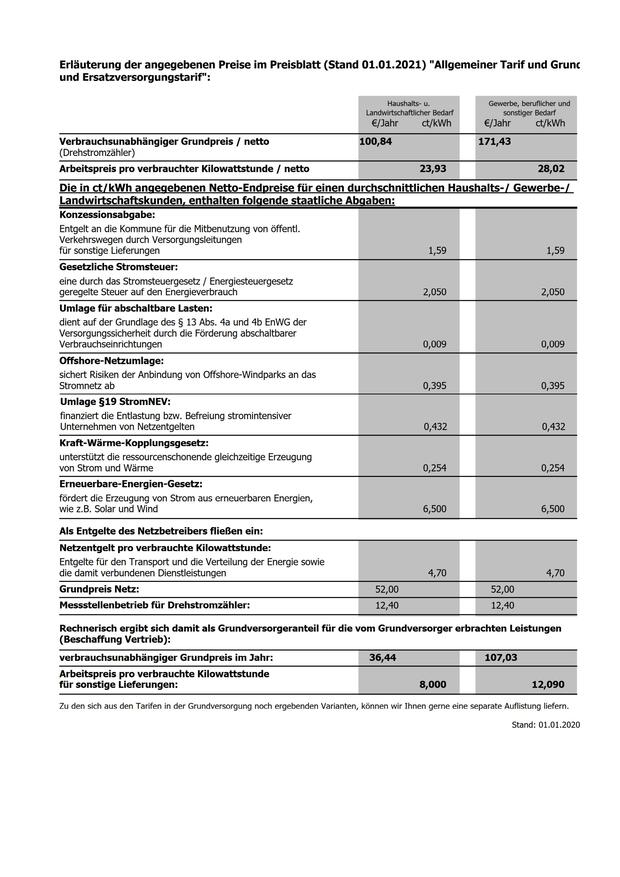 Erläuterung der angegebenen Preise im Preisblatt (Stand 01.01.2021) "Allgemeiner Tarif und Grund
und Ersatzversorgungstarif":
Haushalts- u. Gewerbe, beruflicher und
Landwirtschaftlicher Bedarf sonstiger Bedarf
€/Jahr ct/kWh €/Jahr ct/kWh
Verbrauchsunabhängiger Grundpreis / netto 100,84 171,43
(Drehstromzähler)
Arbeitspreis pro verbrauchter Kilowattstunde / netto 23,93 28,02
Die in ct/kWh angegebenen Netto-Endpreise für einen durchschnittlichen Haushalts-/ Gewerbe-/
Landwirtschaftskunden, enthalten folgende staatliche Abgaben:
Konzessionsabgabe:
Entgelt an die Kommune für die Mitbenutzung von öffentl.
Verkehrswegen durch Versorgungsleitungen
für sonstige Lieferungen 1,59 1,59
Gesetzliche Stromsteuer:
eine durch das Stromsteuergesetz / Energiesteuergesetz
geregelte Steuer auf den Energieverbrauch 2,050 2,050
Umlage für abschaltbare Lasten:
dient auf der Grundlage des § 13 Abs. 4a und 4b EnWG der
Versorgungssicherheit durch die Förderung abschaltbarer
Verbrauchseinrichtungen 0,009 0,009
Offshore-Netzumlage:
sichert Risiken der Anbindung von Offshore-Windparks an das
Stromnetz ab 0,395 0,395
Umlage §19 StromNEV:
finanziert die Entlastung bzw. Befreiung stromintensiver
Unternehmen von Netzentgelten 0,432 0,432
Kraft-Wärme-Kopplungsgesetz:
unterstützt die ressourcenschonende gleichzeitige Erzeugung
von Strom und Wärme 0,254 0,254
Erneuerbare-Energien-Gesetz:
fördert die Erzeugung von Strom aus erneuerbaren Energien,
wie z.B. Solar und Wind 6,500 6,500
Als Entgelte des Netzbetreibers fließen ein:
Netzentgelt pro verbrauchte Kilowattstunde:
Entgelte für den Transport und die Verteilung der Energie sowie
die damit verbundenen Dienstleistungen 4,70 4,70
Grundpreis Netz: 52,00 52,00
Messstellenbetrieb für Drehstromzähler: 12,40 12,40
Rechnerisch ergibt sich damit als Grundversorgeranteil für die vom Grundversorger erbrachten Leistungen
(Beschaffung Vertrieb):
verbrauchsunabhängiger Grundpreis im Jahr: 36,44 107,03
Arbeitspreis pro verbrauchte Kilowattstunde
für sonstige Lieferungen: 8,000 12,090
Zu den sich aus den Tarifen in der Grundversorgung noch ergebenden Varianten, können wir Ihnen gerne eine separate Auflistung liefern.
Stand: 01.01.2020